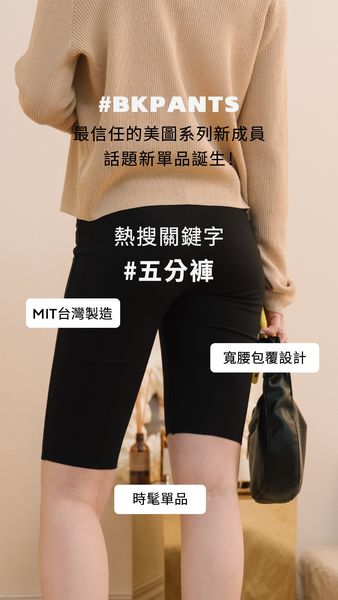 #BKPANTS
最信任的美圖系列新成員
話題新單品誕生!
熱搜關鍵字
#五分褲
MIT台灣製造
寬腰包覆設計
時髦單品